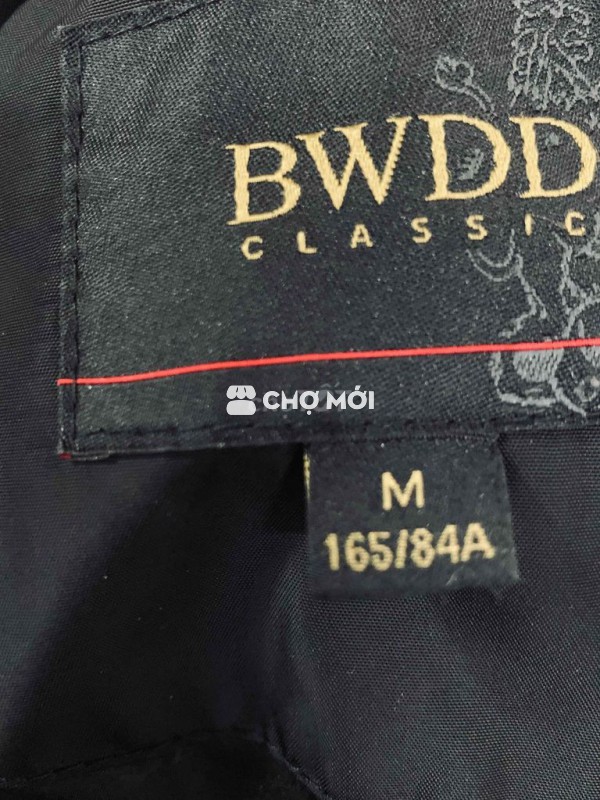 BWDD
CLASSIC
CHỢ MỚI
M
165/84A